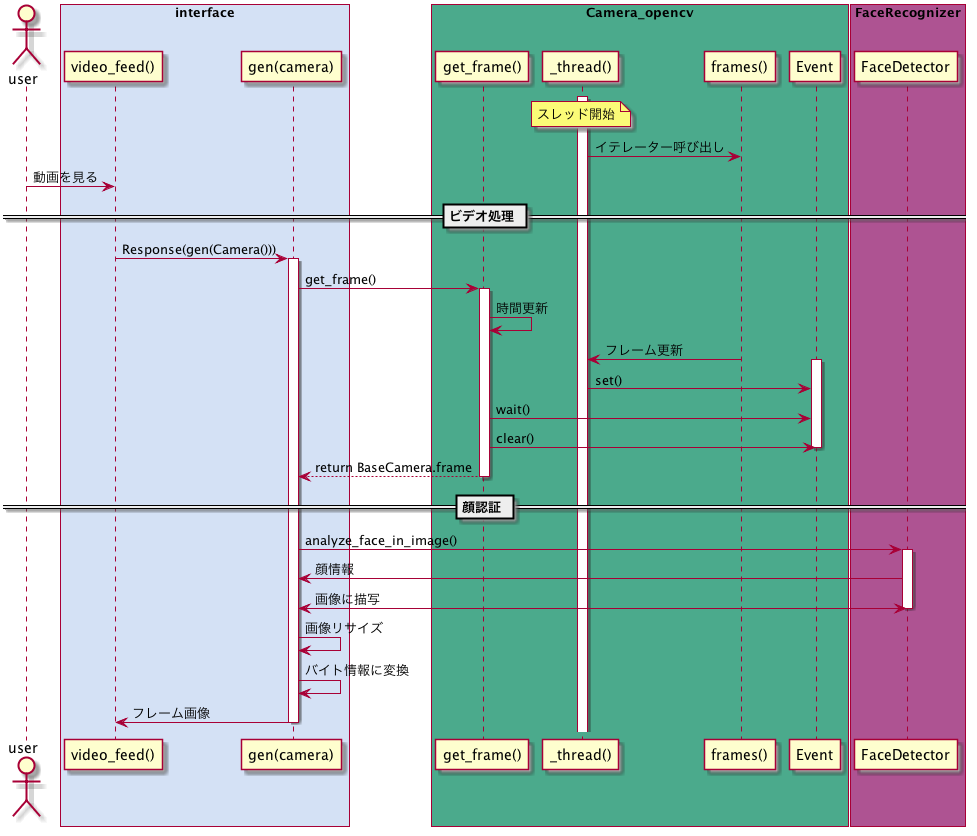 interface
Camera_opencv
FaceRecognizer
user
video_feed()
gen(camera)
get_frame()
_thread()
frames()
Event
FaceDetector
スレッド開始
イテレーター呼び出し
動画を見る
ビデオ処理
Response(gen(Camera()))
get_frame()
時間更新
フレーム更新
set()
wait()
clear()
return BaseCamera.frame
顔認証
analyze_face_in_image()
顔情報
画像に描写
画像リサイズ
バイト情報に変換
フレーム画像
user
video_feed()
gen(camera)
get_frame()
_thread()
frames()
Event
FaceDetector